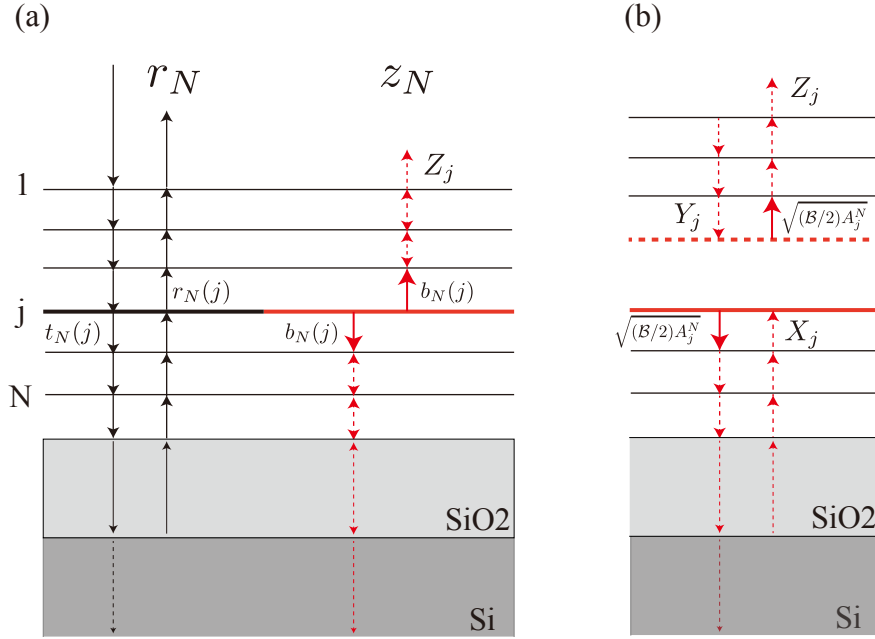 (a)
r_N
z_N
1
Z_j
r_N(j)
b_N(j)
j
t_N(j)
b_N(j)
N
SiO2
Si
(b)
Z_j
Y_j
√(B/2)A_j^N
√(B/2)A_j^N
X_j
SiO2
Si